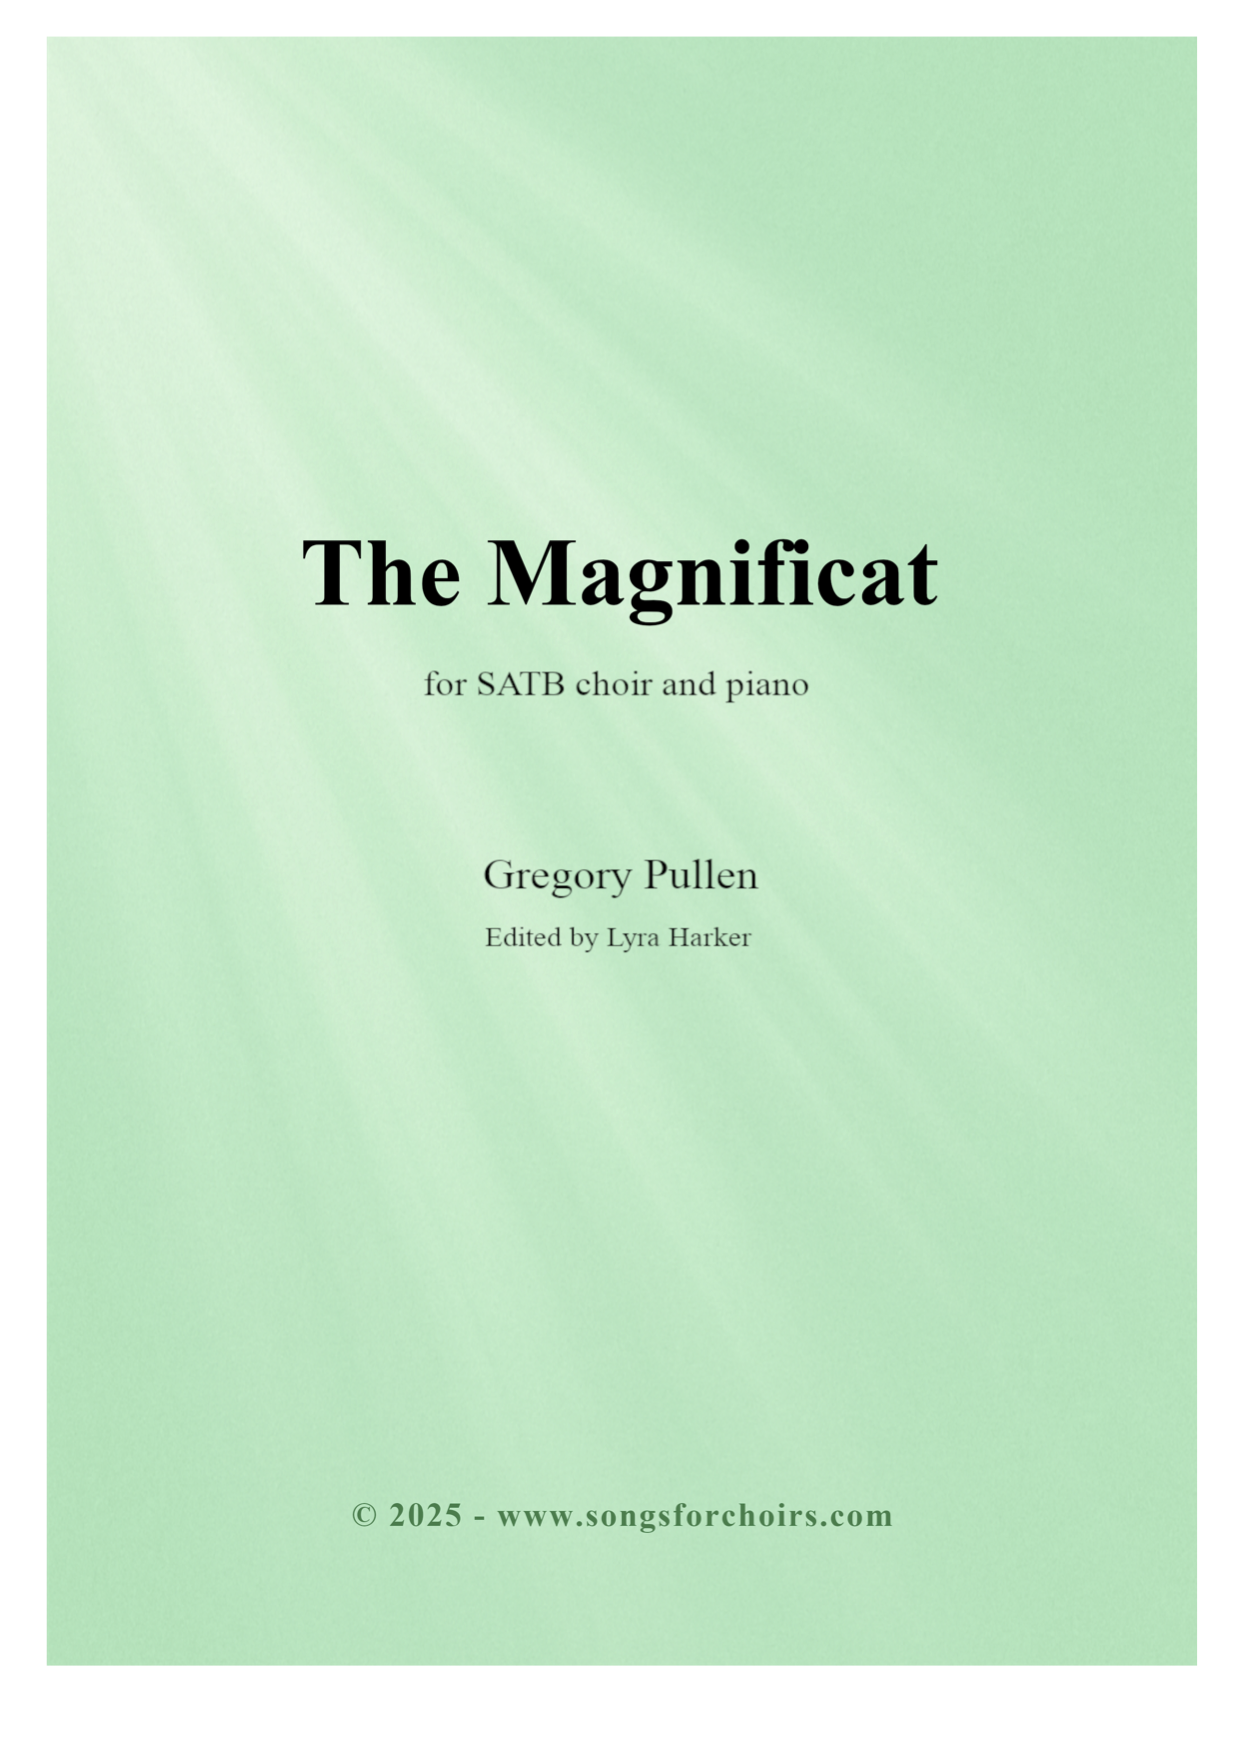 The Magnificat
for SATB choir and piano
Gregory Pullen
Edited by Lyra Harker
© 2025 - www.songsforchoirs.com